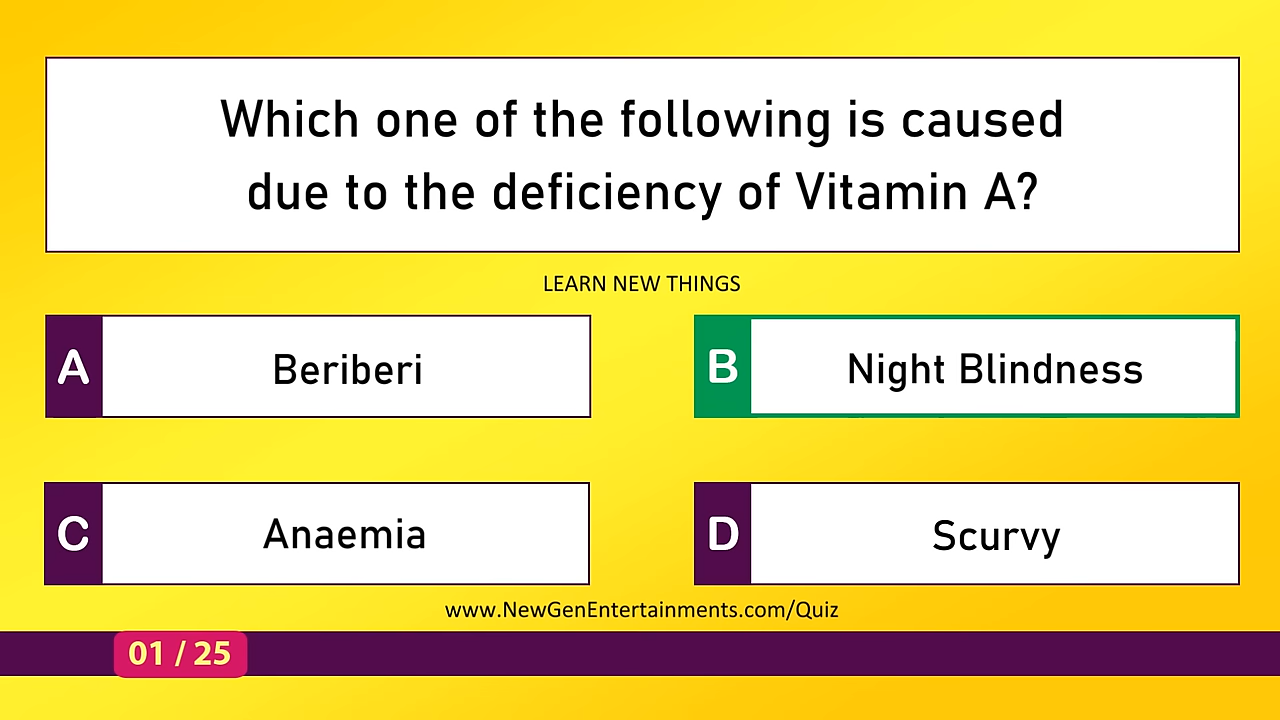 Which one of the following is caused
due to the deficiency of Vitamin A?
LEARN NEW THINGS
A Beriberi
B Night Blindness
C Anaemia
D Scurvy
www.NewGenEntertainments.com/Quiz
01 / 25